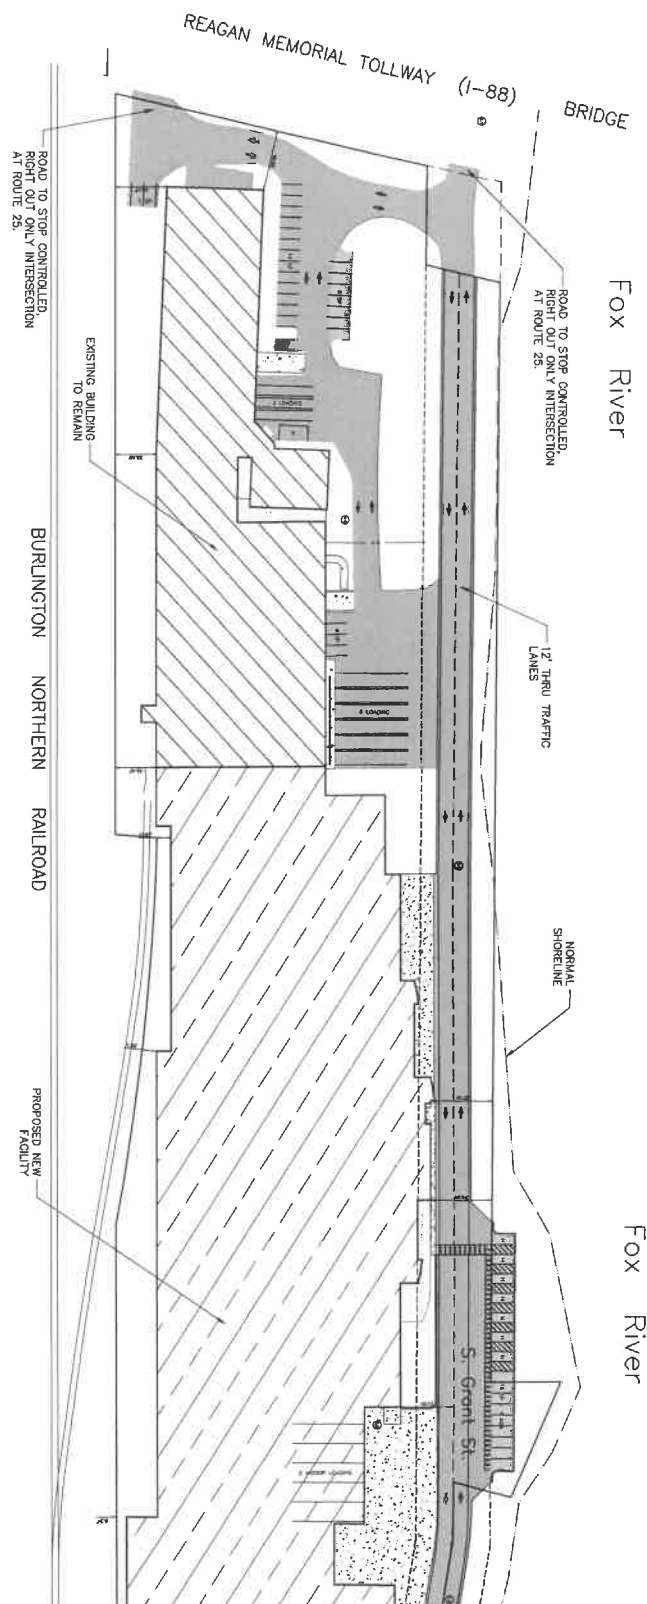 REAGAN MEMORIAL TOLLWAY (I-88) BRIDGE
Fox River
ROAD TO STOP CONTROLLED,
RIGHT OUT ONLY INTERSECTION
AT ROUTE 25.
ROAD TO STOP CONTROLLED,
RIGHT OUT ONLY INTERSECTION
AT ROUTE 25.
EXISTING BUILDING
TO REMAIN
12' THRU TRAFFIC
LANES
BURLINGTON NORTHERN RAILROAD
NORMAL
SHORELINE
PROPOSED NEW
FACILITY
Fox River
S. Grant St